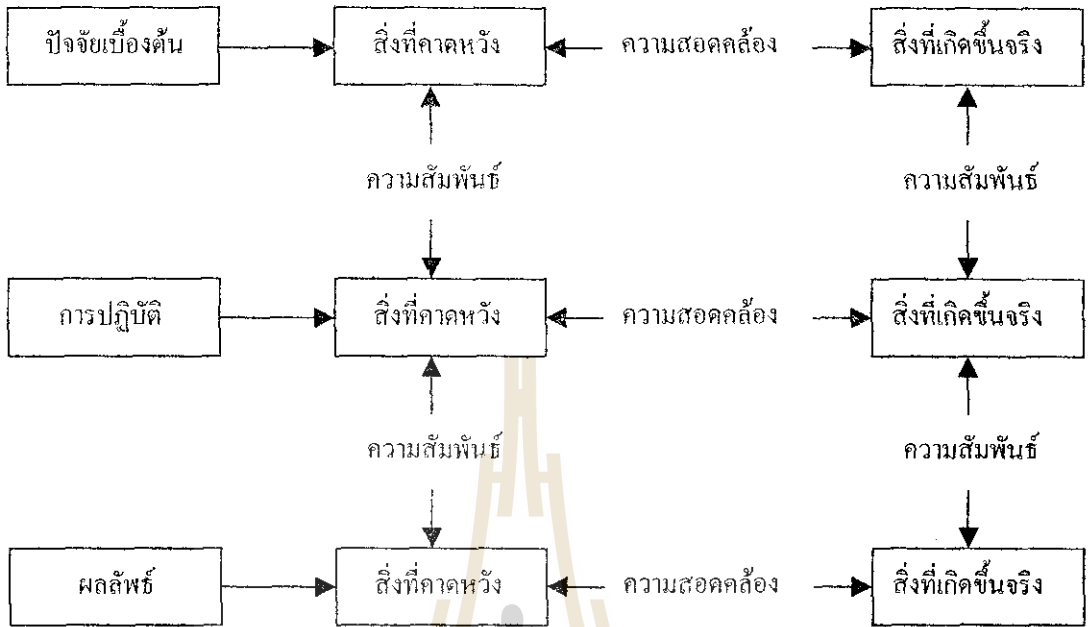 ปัจจัยเบื้องต้น สิ่งที่คาดหวัง ความสอดคล้อง สิ่งที่เกิดขึ้นจริง
ความสัมพันธ์ ความสัมพันธ์
การปฏิบัติ สิ่งที่คาดหวัง ความสอดคล้อง สิ่งที่เกิดขึ้นจริง
ความสัมพันธ์ ความสัมพันธ์
ผลลัพธ์ สิ่งที่คาดหวัง ความสอดคล้อง สิ่งที่เกิดขึ้นจริง